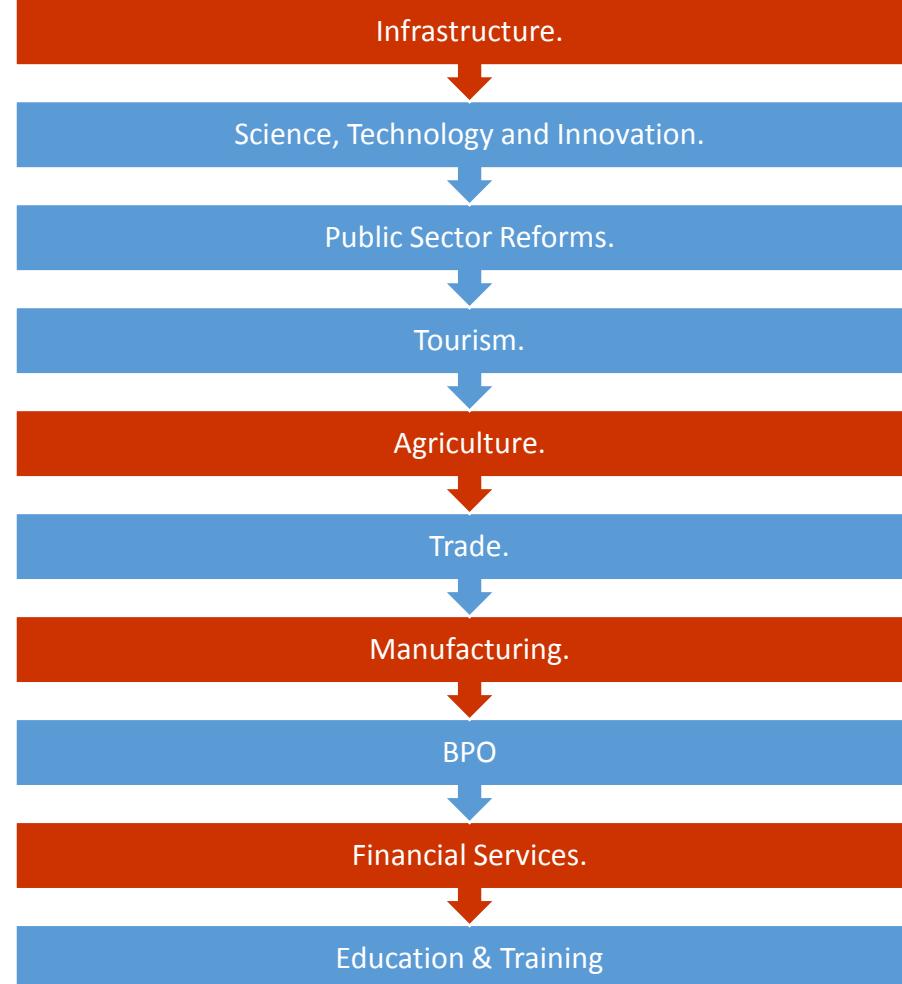 Infrastructure.
Science, Technology and Innovation.
Public Sector Reforms.
Tourism.
Agriculture.
Trade.
Manufacturing.
BPO
Financial Services.
Education & Training